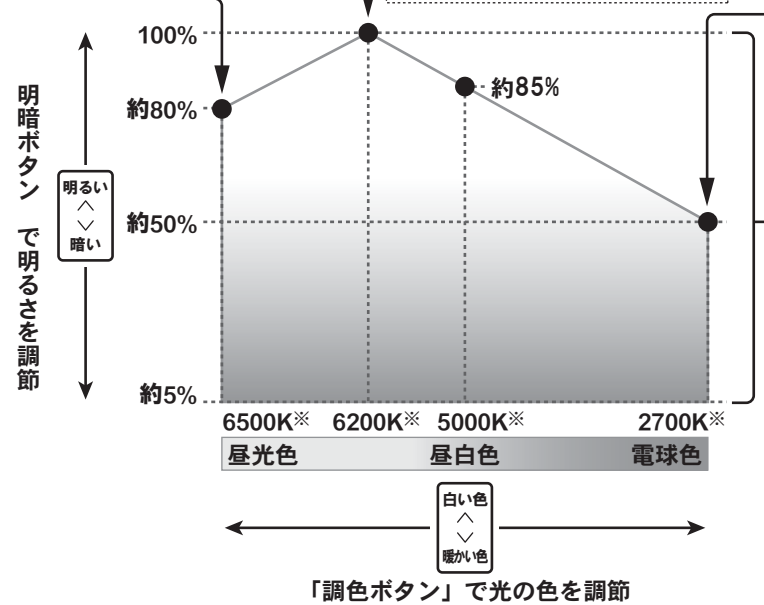 100%
約80%
約85%
約50%
約5%
明暗ボタン で明るさを調節
明るい
暗い
6500K※ 6200K※ 5000K※ 2700K※
昼光色 昼白色 電球色
白い色
暖かい色
「調色ボタン」で光の色を調節